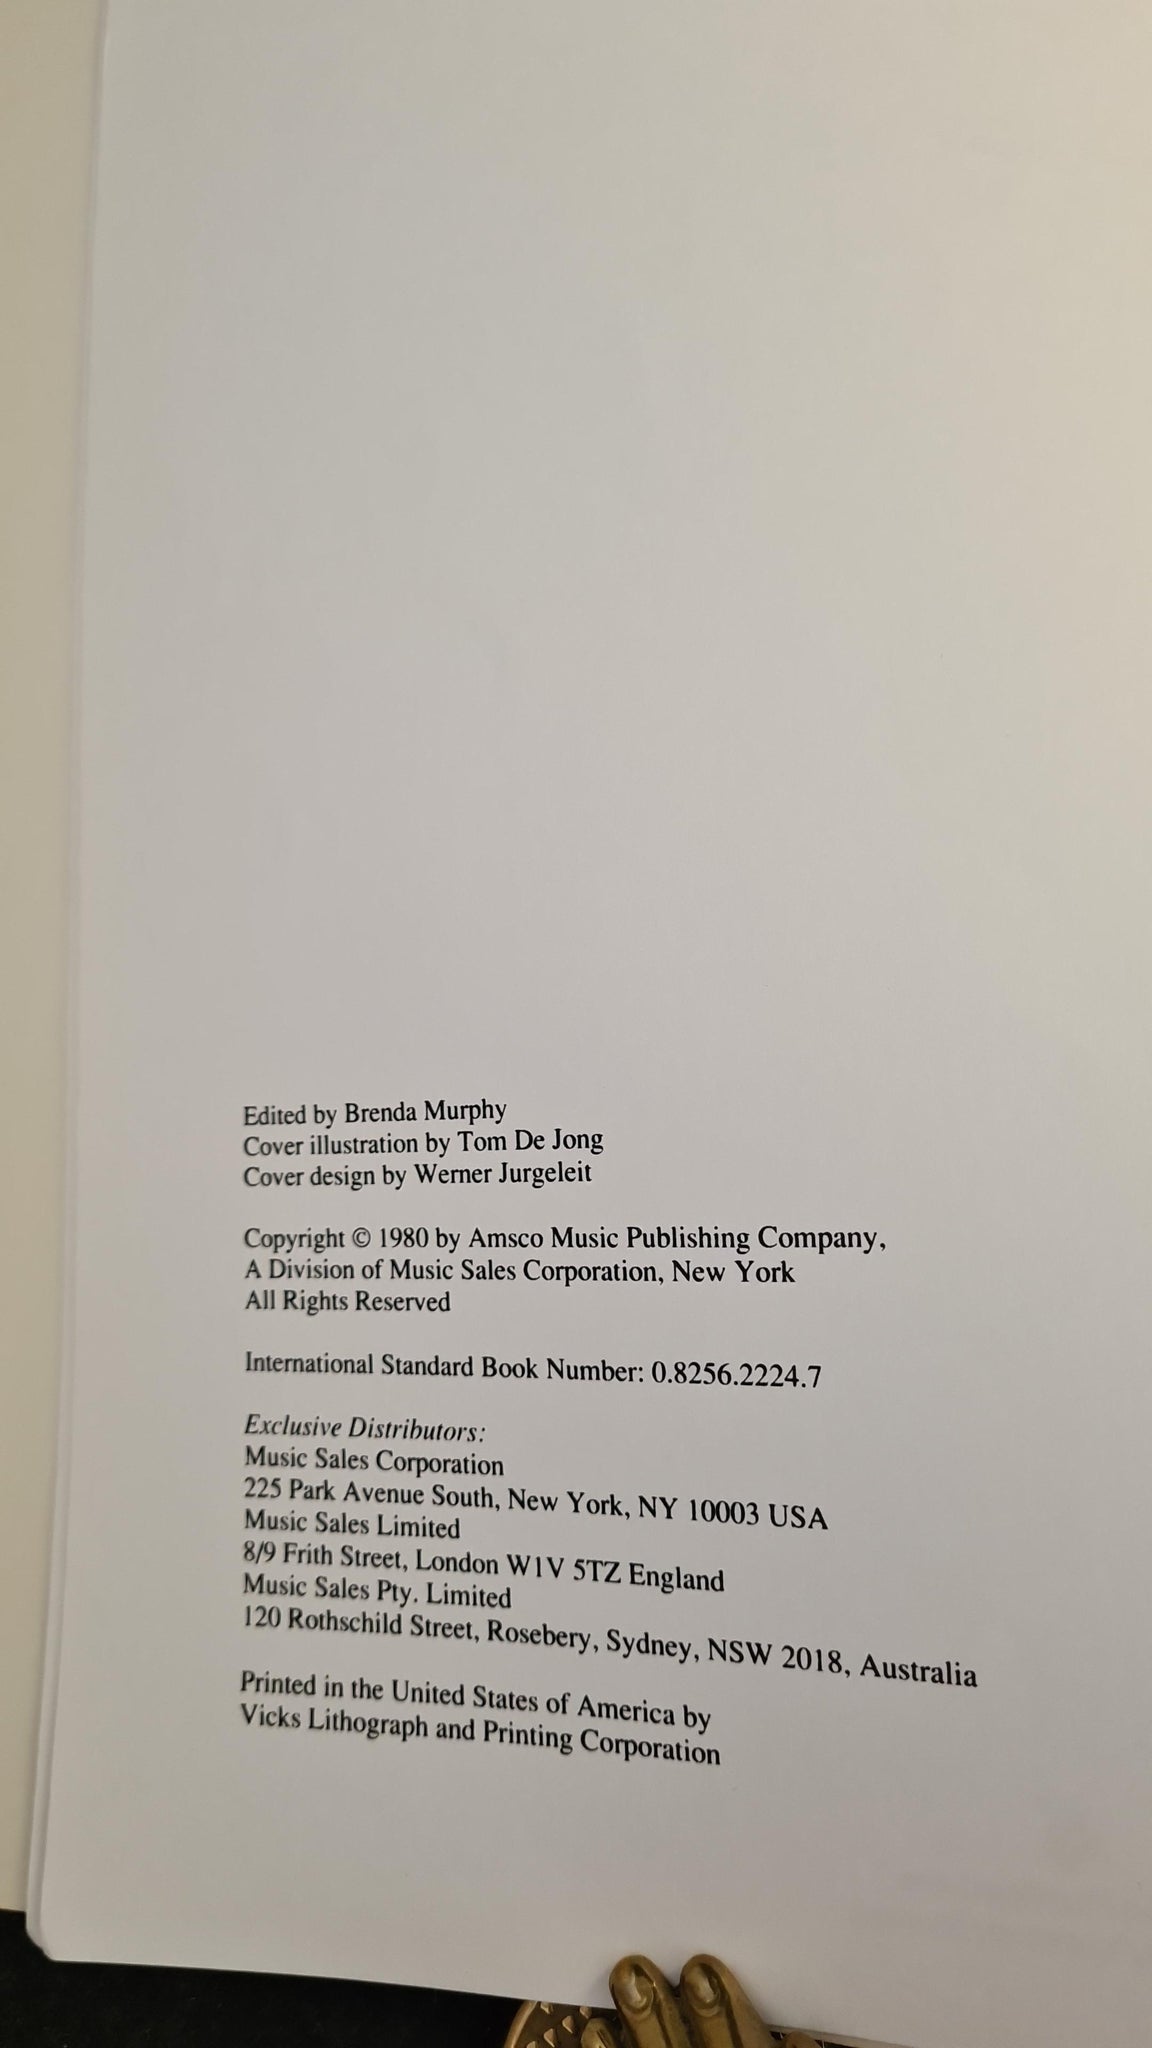 Edited by Brenda Murphy
Cover illustration by Tom De Jong
Cover design by Werner Jurgeleit
Copyright © 1980 by Amsco Music Publishing Company,
A Division of Music Sales Corporation, New York
All Rights Reserved
International Standard Book Number: 0.8256.2224.7
Exclusive Distributors:
Music Sales Corporation
225 Park Avenue South, New York, NY 10003 USA
Music Sales Limited
8/9 Frith Street, London W1V 5TZ England
Music Sales Pty. Limited
120 Rothschild Street, Rosebery, Sydney, NSW 2018, Australia
Printed in the United States of America by
Vicks Lithograph and Printing Corporation